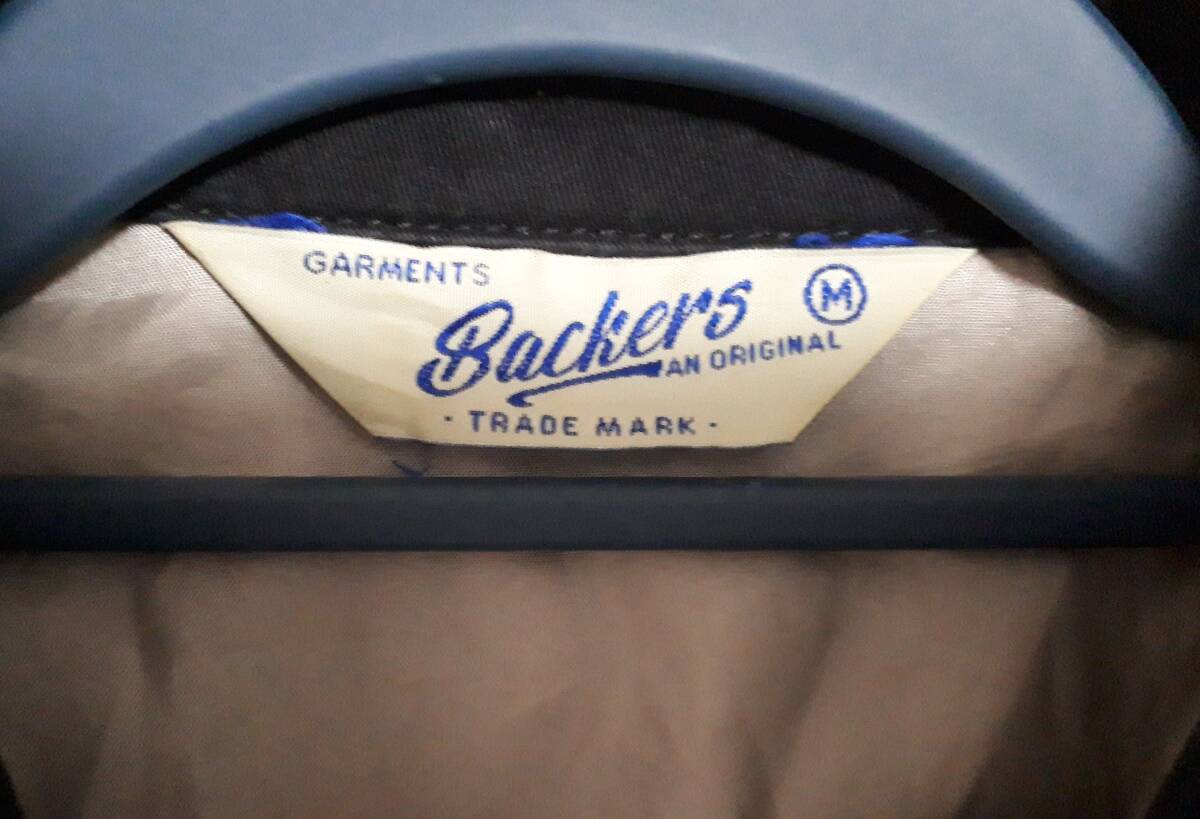 GARMENTS
Backers
M
AN ORIGINAL
· TRADE MARK ·